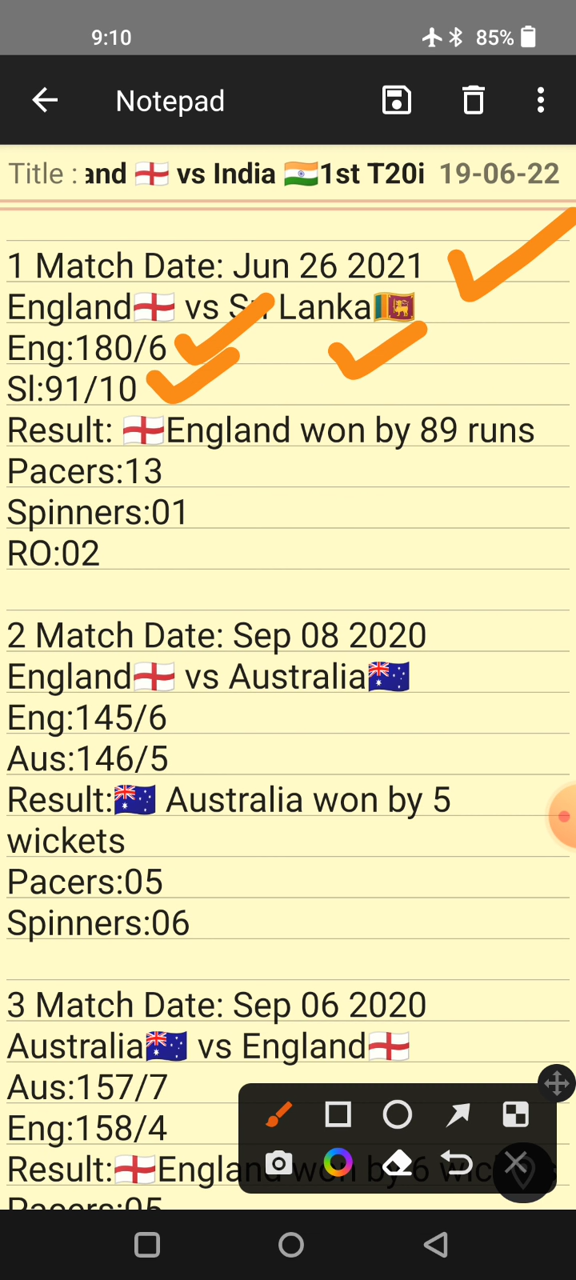 9:10
85%
Notepad
Title : and 🏴󠁧󠁢󠁥󠁮󠁧󠁿 vs India 🇮🇳1st T20i 19-06-22
1 Match Date: Jun 26 2021
England🏴󠁧󠁢󠁥󠁮󠁧󠁿 vs Sri Lanka🇱🇰
Eng:180/6
Sl:91/10
Result: 🏴󠁧󠁢󠁥󠁮󠁧󠁿England won by 89 runs
Pacers:13
Spinners:01
RO:02
2 Match Date: Sep 08 2020
England🏴󠁧󠁢󠁥󠁮󠁧󠁿 vs Australia🇦🇺
Eng:145/6
Aus:146/5
Result:🇦🇺 Australia won by 5
wickets
Pacers:05
Spinners:06
3 Match Date: Sep 06 2020
Australia🇦🇺 vs England🏴󠁧󠁢󠁥󠁮󠁧󠁿
Aus:157/7
Eng:158/4
Result:🏴󠁧󠁢󠁥󠁮󠁧󠁿England won by 6
Pacers:05